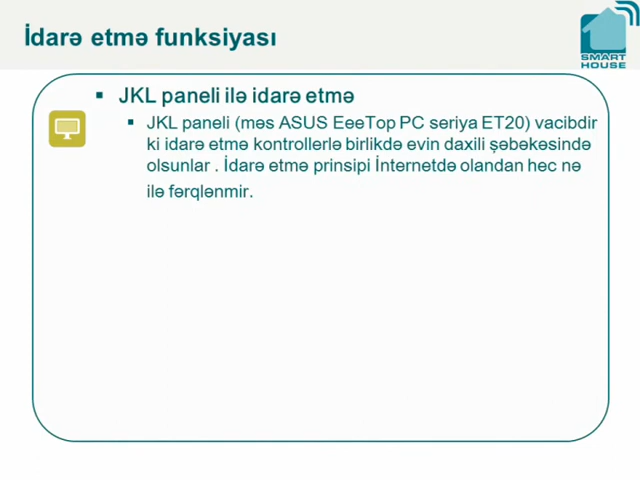 İdarə etmə funksiyası
SMART
HOUSE
JKL paneli ilə idarə etmə
JKL paneli (məs ASUS EeeTop PC seriya ET20) vacibdir
ki idarə etmə kontrollerlə birlikdə evin daxili şəbəkəsində
olsunlar . İdarə etmə prinsipi İnternetdə olandan hec nə
ilə fərqlənmir.